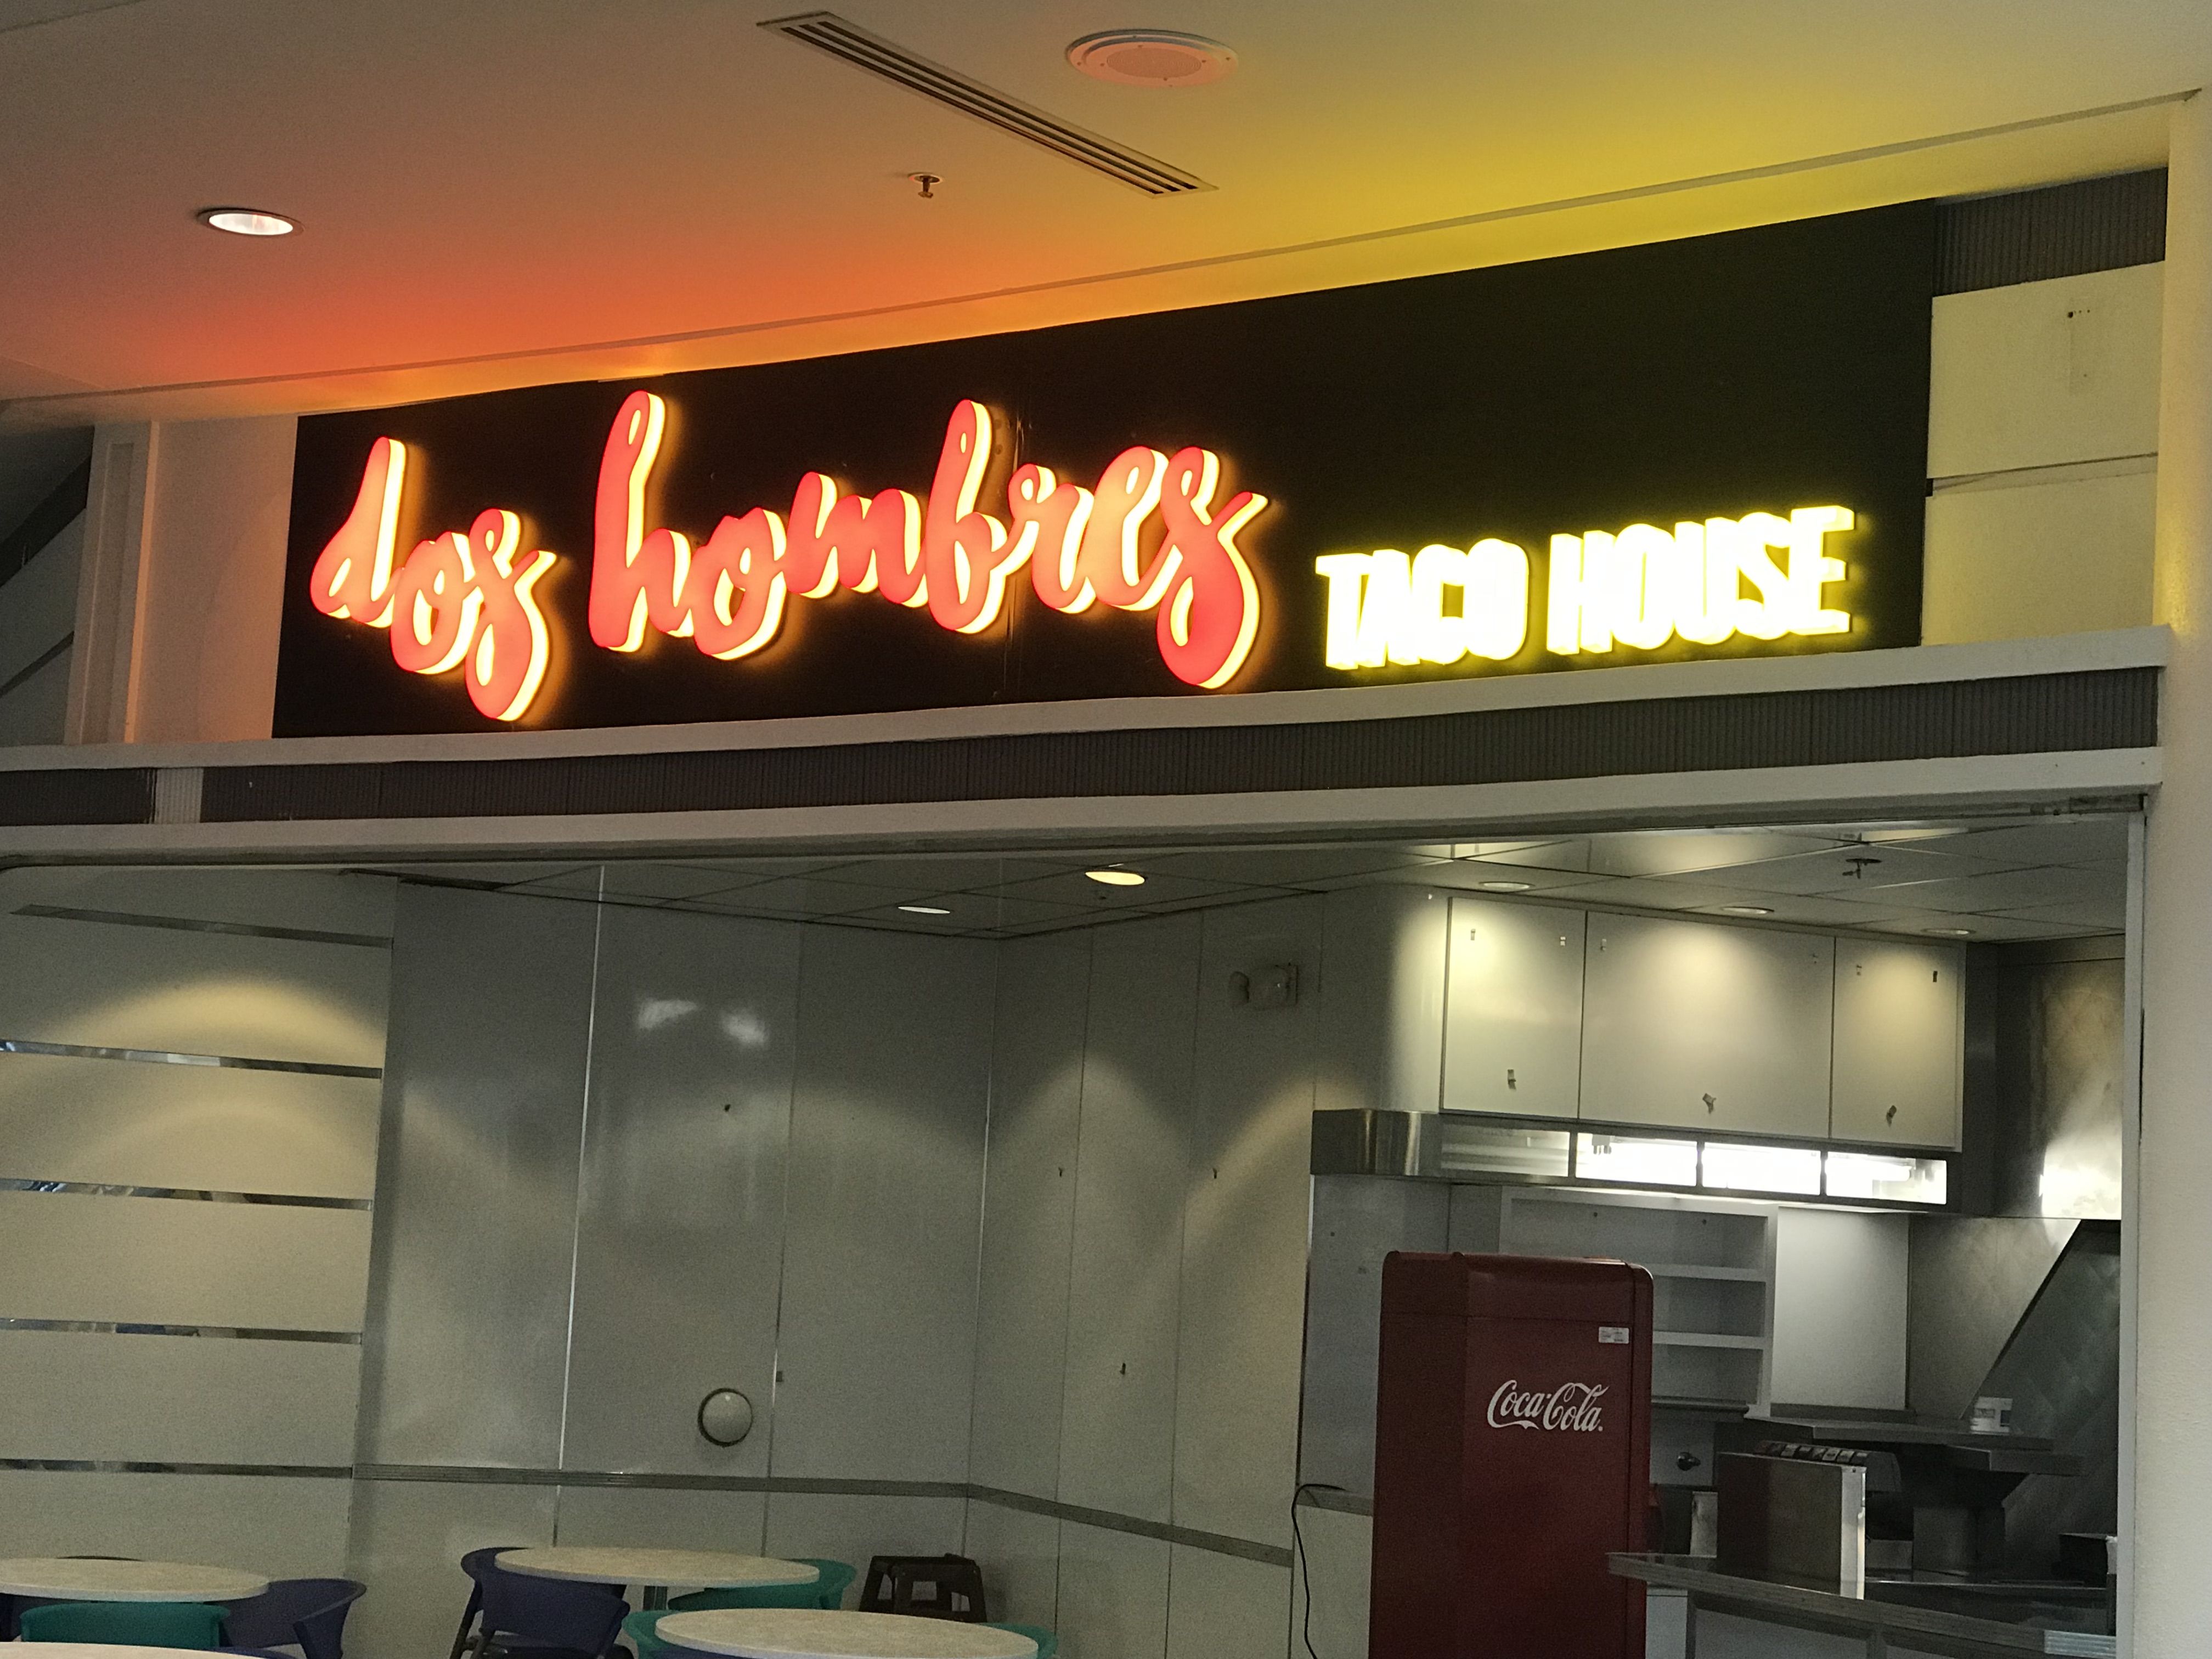 dos hombres TACO HOUSE
Coca-Cola